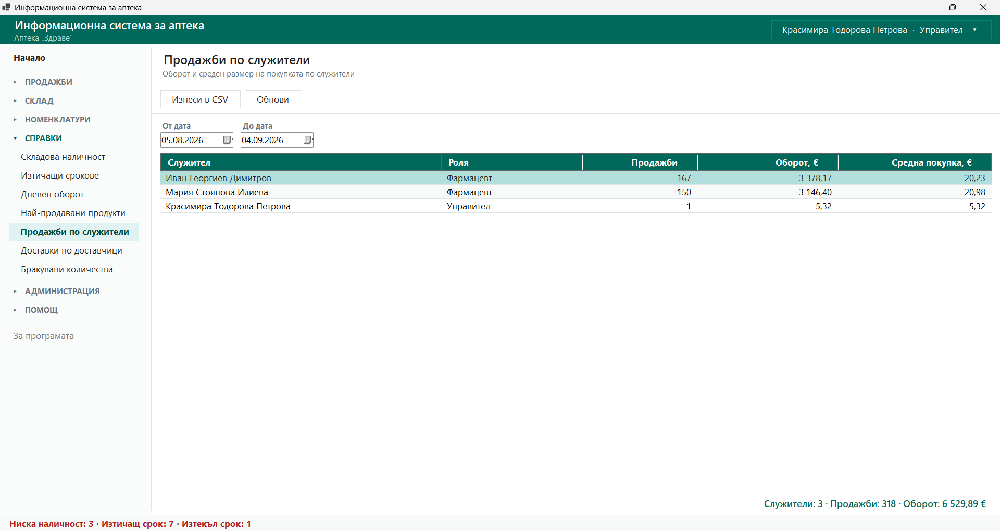 Информационна система за аптека
Информационна система за аптека
Аптека „Здраве“
Красимира Тодорова Петрова · Управител
Начало
ПРОДАЖБИ
СКЛАД
НОМЕНКЛАТУРИ
СПРАВКИ
Складова наличност
Изтичащи срокове
Дневен оборот
Най-продавани продукти
Продажби по служители
Доставки по доставчици
Бракувани количества
АДМИНИСТРАЦИЯ
ПОМОЩ
За програмата
Продажби по служители
Оборот и среден размер на покупката по служители
Изнеси в CSV Обнови
От дата До дата
05.08.2026 04.09.2026
Служител Роля Продажби Оборот, € Средна покупка, €
Иван Георгиев Димитров Фармацевт 167 3 378,17 20,23
Мария Стоянова Илиева Фармацевт 150 3 146,40 20,98
Красимира Тодорова Петрова Управител 1 5,32 5,32
Служители: 3 · Продажби: 318 · Оборот: 6 529,89 €
Ниска наличност: 3 · Изтичащ срок: 7 · Изтекъл срок: 1